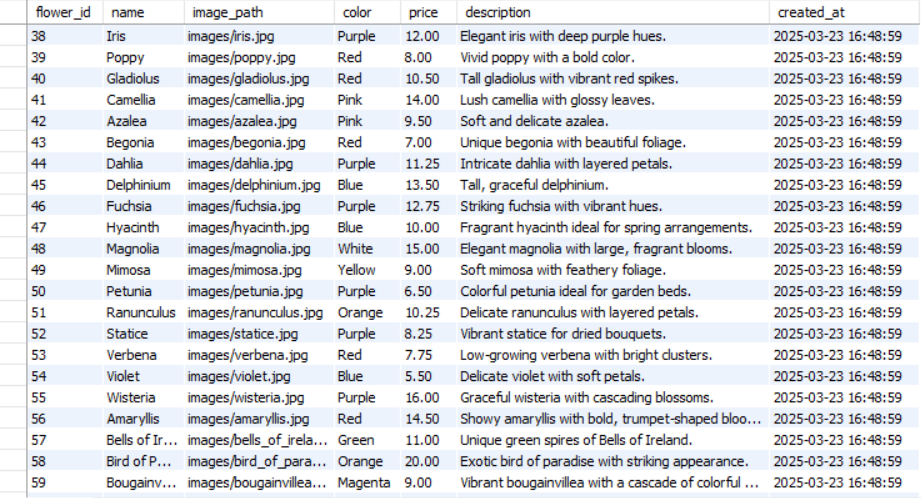 flower_id name image_path color price description created_at
38 Iris images/iris.jpg Purple 12.00 Elegant iris with deep purple hues. 2025-03-23 16:48:59
39 Poppy images/poppy.jpg Red 8.00 Vivid poppy with a bold color. 2025-03-23 16:48:59
40 Gladiolus images/gladiolus.jpg Red 10.50 Tall gladiolus with vibrant red spikes. 2025-03-23 16:48:59
41 Camellia images/camellia.jpg Pink 14.00 Lush camellia with glossy leaves. 2025-03-23 16:48:59
42 Azalea images/azalea.jpg Pink 9.50 Soft and delicate azalea. 2025-03-23 16:48:59
43 Begonia images/begonia.jpg Red 7.00 Unique begonia with beautiful foliage. 2025-03-23 16:48:59
44 Dahlia images/dahlia.jpg Purple 11.25 Intricate dahlia with layered petals. 2025-03-23 16:48:59
45 Delphinium images/delphinium.jpg Blue 13.50 Tall, graceful delphinium. 2025-03-23 16:48:59
46 Fuchsia images/fuchsia.jpg Purple 12.75 Striking fuchsia with vibrant hues. 2025-03-23 16:48:59
47 Hyacinth images/hyacinth.jpg Blue 10.00 Fragrant hyacinth ideal for spring arrangements. 2025-03-23 16:48:59
48 Magnolia images/magnolia.jpg White 15.00 Elegant magnolia with large, fragrant blooms. 2025-03-23 16:48:59
49 Mimosa images/mimosa.jpg Yellow 9.00 Soft mimosa with feathery foliage. 2025-03-23 16:48:59
50 Petunia images/petunia.jpg Purple 6.50 Colorful petunia ideal for garden beds. 2025-03-23 16:48:59
51 Ranunculus images/ranunculus.jpg Orange 10.25 Delicate ranunculus with layered petals. 2025-03-23 16:48:59
52 Statice images/statice.jpg Purple 8.25 Vibrant statice for dried bouquets. 2025-03-23 16:48:59
53 Verbena images/verbena.jpg Red 7.75 Low-growing verbena with bright clusters. 2025-03-23 16:48:59
54 Violet images/violet.jpg Blue 5.50 Delicate violet with soft petals. 2025-03-23 16:48:59
55 Wisteria images/wisteria.jpg Purple 16.00 Graceful wisteria with cascading blossoms. 2025-03-23 16:48:59
56 Amaryllis images/amaryllis.jpg Red 14.50 Showy amaryllis with bold, trumpet-shaped bloo... 2025-03-23 16:48:59
57 Bells of Ir... images/bells_of_irela... Green 11.00 Unique green spires of Bells of Ireland. 2025-03-23 16:48:59
58 Bird of P... images/bird_of_para... Orange 20.00 Exotic bird of paradise with striking appearance. 2025-03-23 16:48:59
59 Bougainv... images/bougainvillea... Magenta 9.00 Vibrant bougainvillea with a cascade of colorful ... 2025-03-23 16:48:59